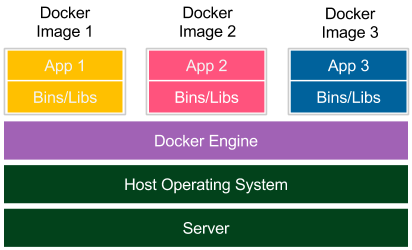 Docker Image 1
Docker Image 2
Docker Image 3
App 1
App 2
App 3
Bins/Libs
Bins/Libs
Bins/Libs
Docker Engine
Host Operating System
Server